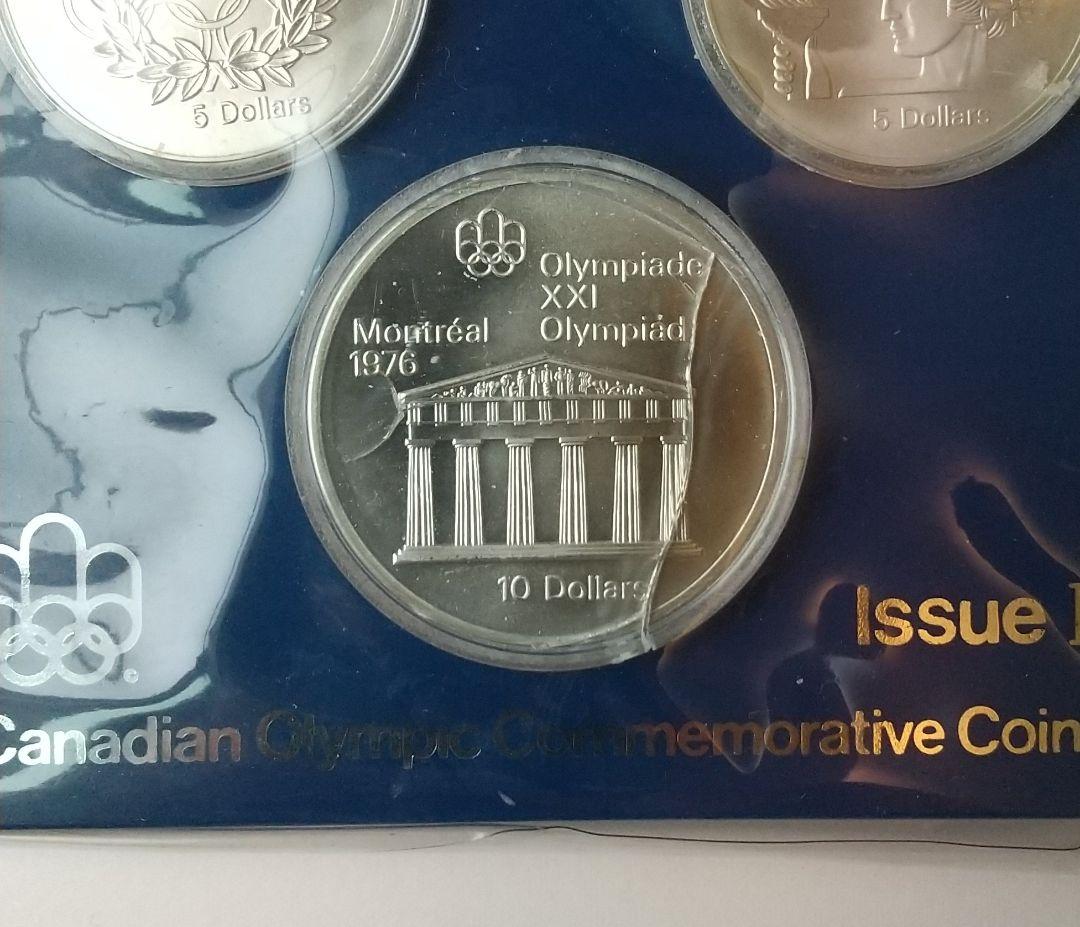 5 Dollars
5 Dollars
Olympiade
XXI
Olympiad
Montréal
1976
10 Dollars
Issue
Canadian Olympic Commemorative Coin